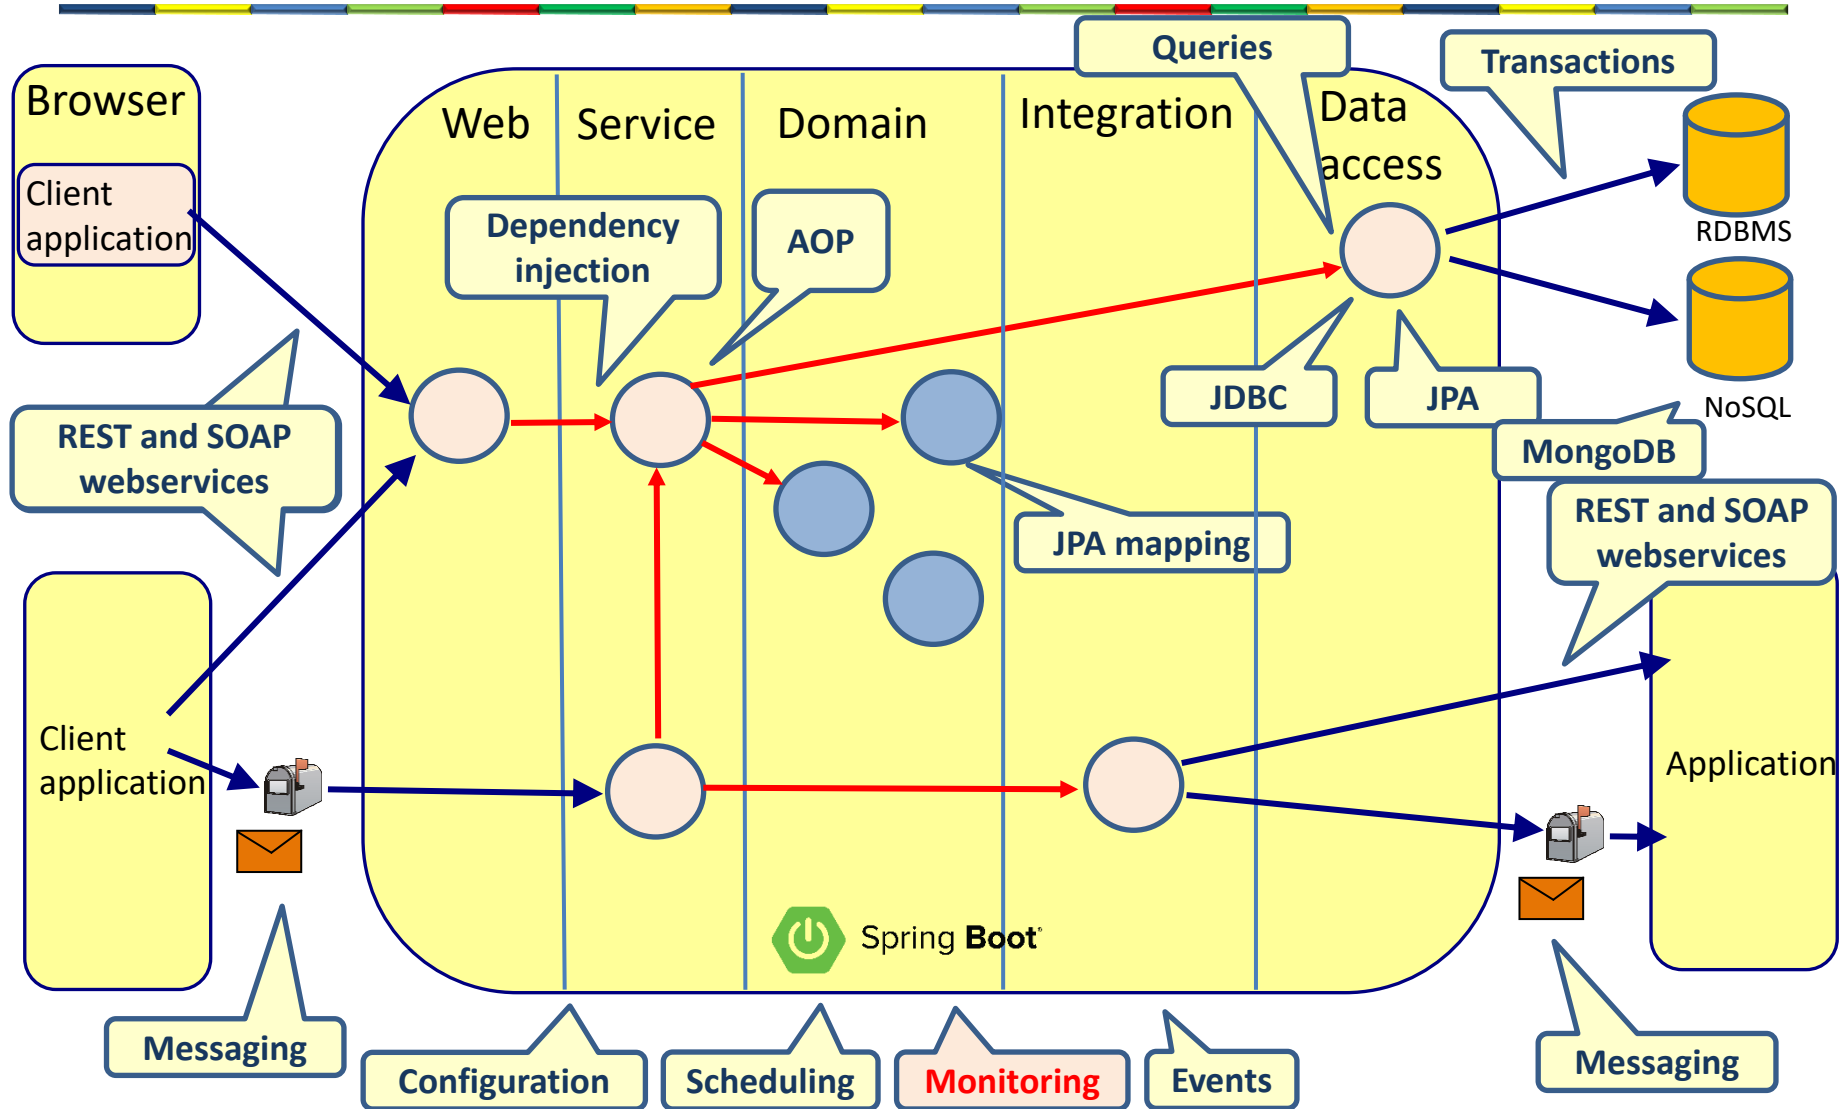 Queries
Transactions
Browser
Web
Service
Domain
Integration
Data
access
Client
application
Dependency
injection
AOP
RDBMS
JDBC
JPA
NoSQL
REST and SOAP
webservices
MongoDB
REST and SOAP
webservices
JPA mapping
Client
application
Application
Spring Boot
Messaging
Configuration
Scheduling
Monitoring
Events
Messaging